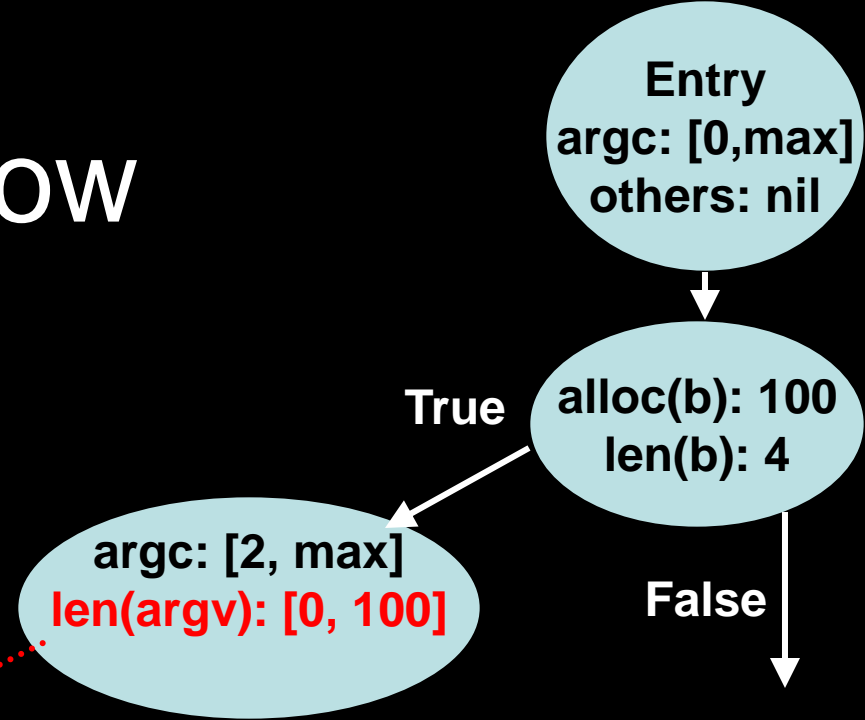 Entry
argc: [0,max]
others: nil
ow
True
alloc(b): 100
len(b): 4
argc: [2, max]
len(argv): [0, 100]
False